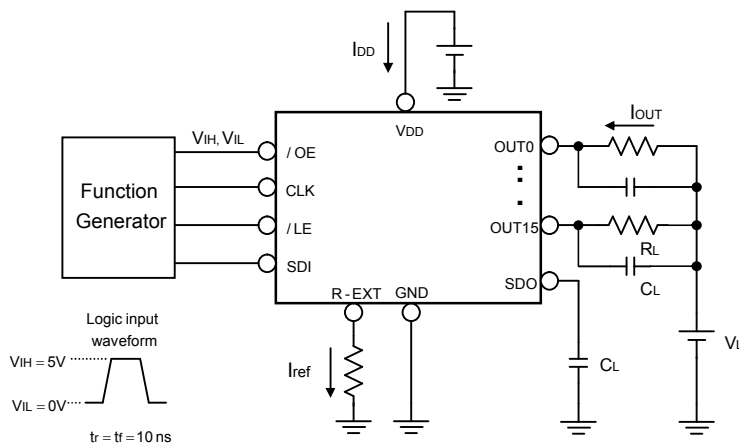 IDD
VDD
IOUT
VIH, VIL
Function
Generator
/ OE
CLK
/ LE
SDI
OUT0
OUT15
RL
CL
SDO
R - EXT
GND
Iref
CL
Logic input
waveform
VIH = 5V
VIL = 0V
tr = tf = 10 ns